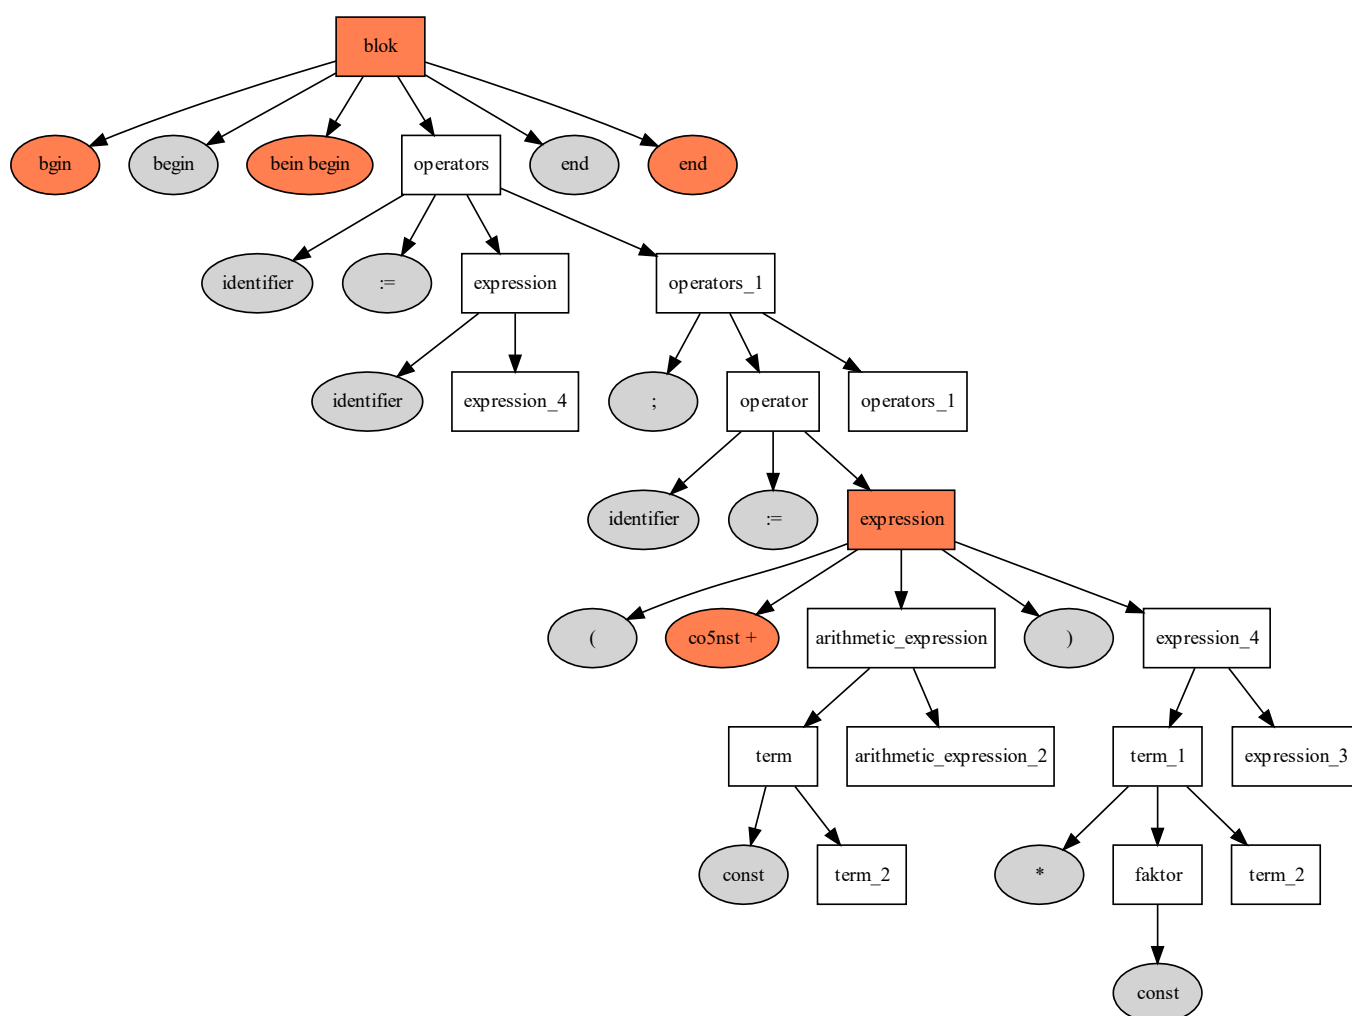 blok
bgin begin bein begin operators end end
identifier := expression operators_1
identifier expression_4 ; operator operators_1
identifier := expression
( co5nst + arithmetic_expression ) expression_4
term arithmetic_expression_2 term_1 expression_3
const term_2 * faktor term_2
const